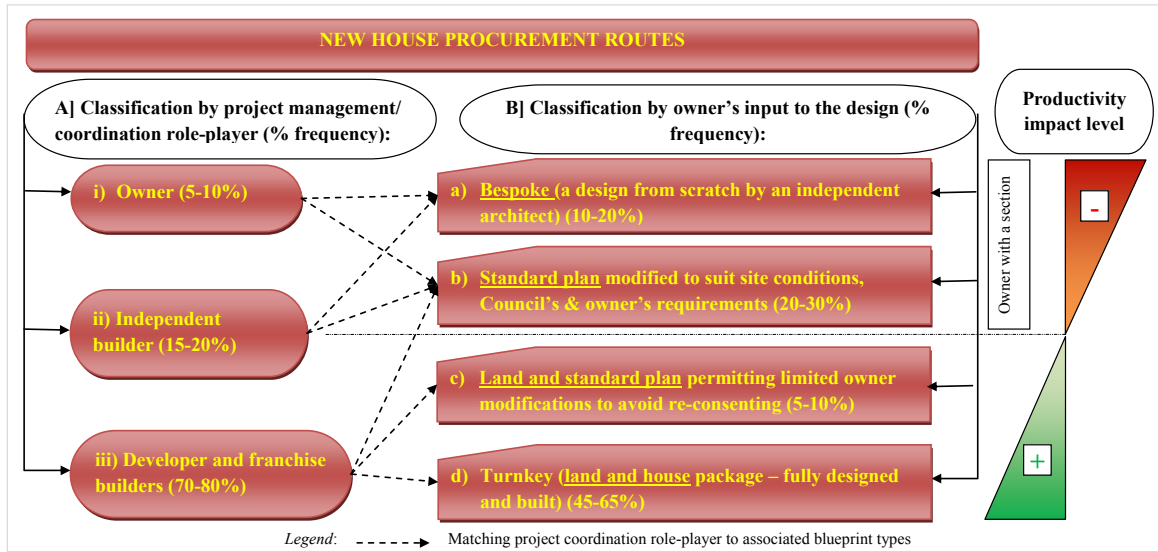 NEW HOUSE PROCUREMENT ROUTES
A] Classification by project management/
coordination role-player (% frequency):
B] Classification by owner's input to the design (%
frequency):
Productivity
impact level
i) Owner (5-10%)
a) Bespoke (a design from scratch by an independent
architect) (10-20%)
-
Owner with a section
b) Standard plan modified to suit site conditions,
Council's & owner's requirements (20-30%)
ii) Independent
builder (15-20%)
c) Land and standard plan permitting limited owner
modifications to avoid re-consenting (5-10%)
iii) Developer and franchise
builders (70-80%)
d) Turnkey (land and house package – fully designed
and built) (45-65%)
+
Legend: Matching project coordination role-player to associated blueprint types